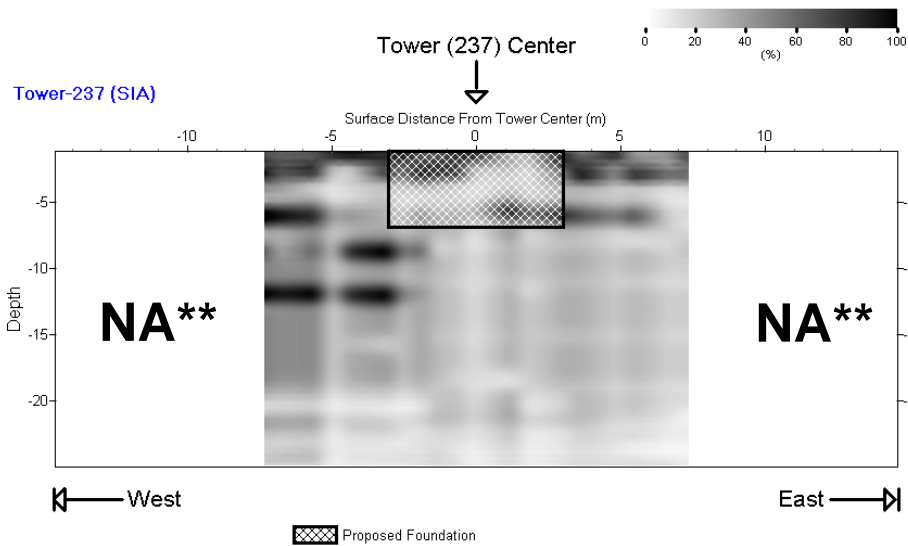 0 20 40 60 80 100
(%)
Tower (237) Center
Tower-237 (SIA)
Surface Distance From Tower Center (m)
-10 -5 0 5 10
-5
-10
-15
-20
Depth
NA** NA**
West East
Proposed Foundation